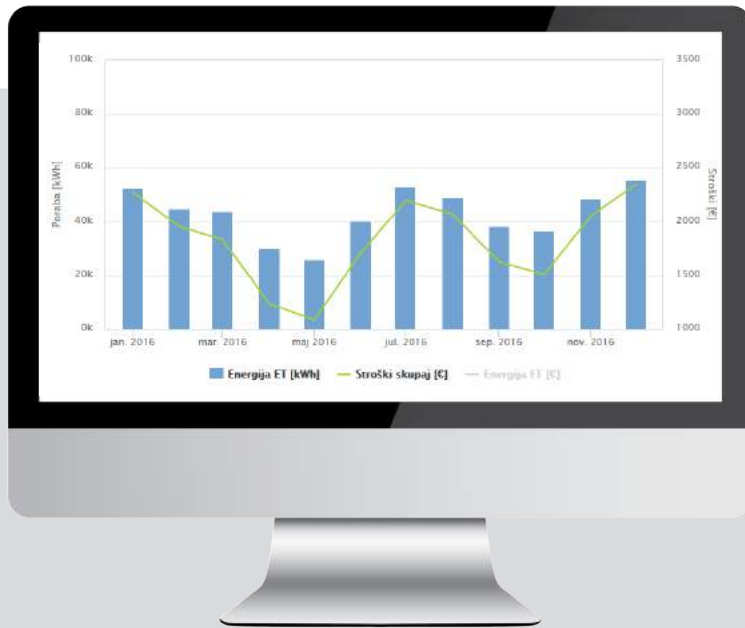 100k
80k
60k
40k
20k
0k
Poraba [kWh]
3500
3000
2500
2000
1500
1000
Stroški [€]
jan. 2016
mar. 2016
maj 2016
jul. 2016
sep. 2016
nov. 2016
Energija ET [kWh]
Stroški skupaj [€]
Energija ET [€]